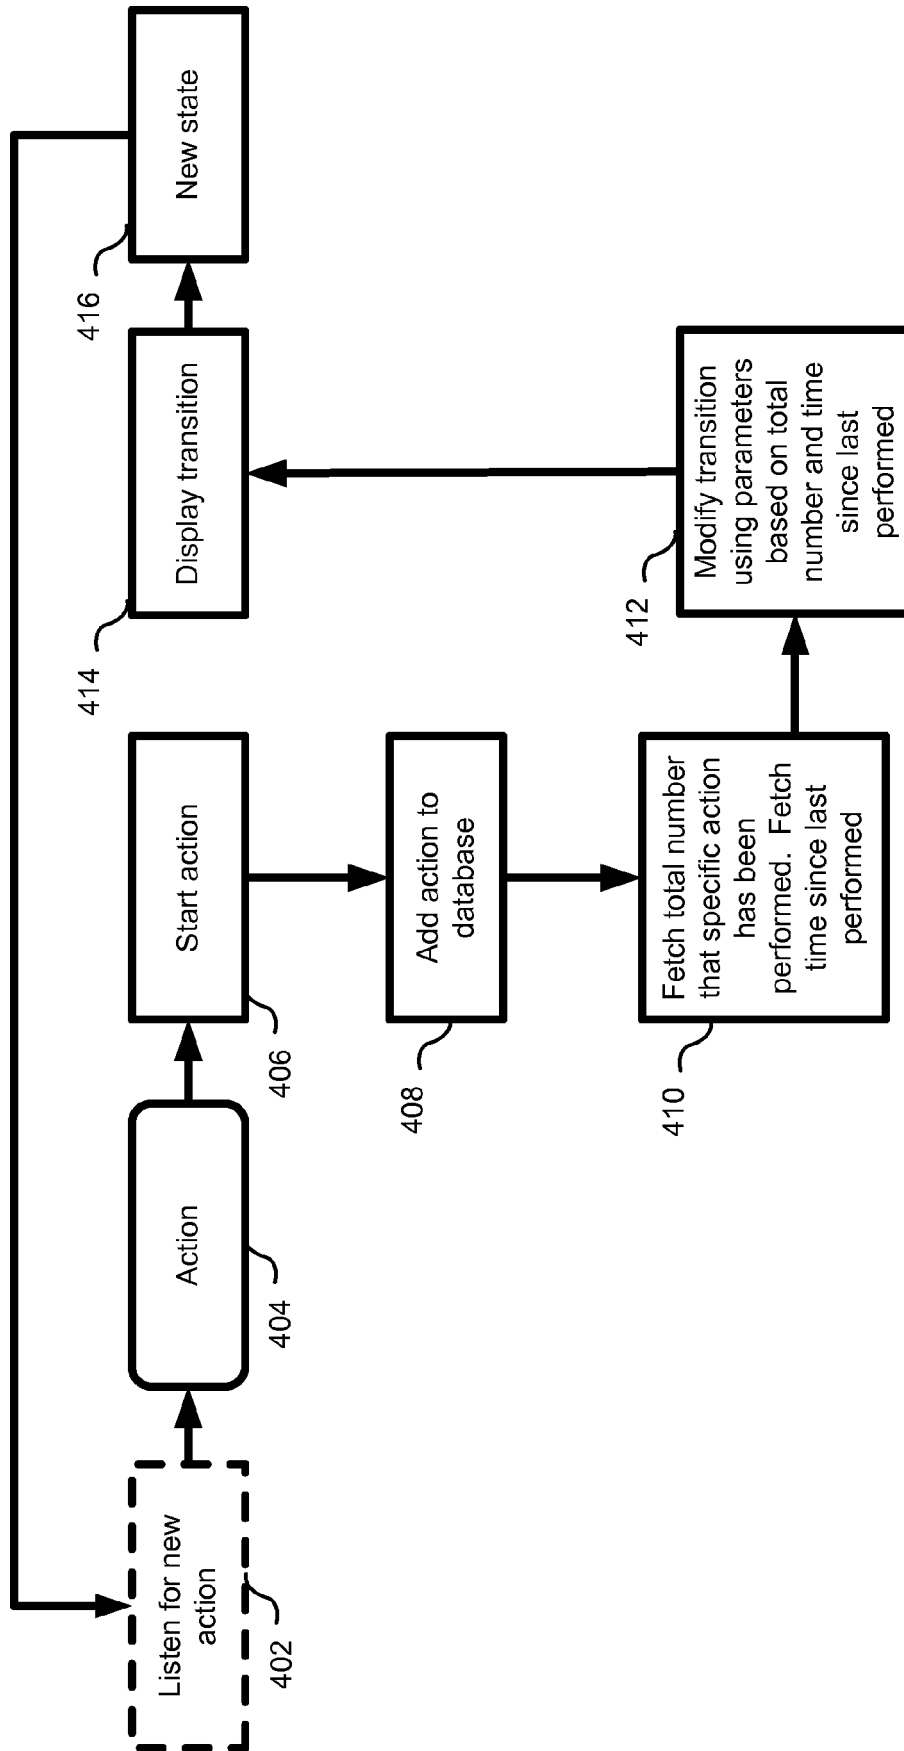 Listen for new
action
402
Action
404
Start action
406
Add action to
database
408
Fetch total number
that specific action
has been
performed.  Fetch
time since last
performed
410
Modify transition
using parameters
based on total
number and time
since last
performed
412
Display transition
414
New state
416